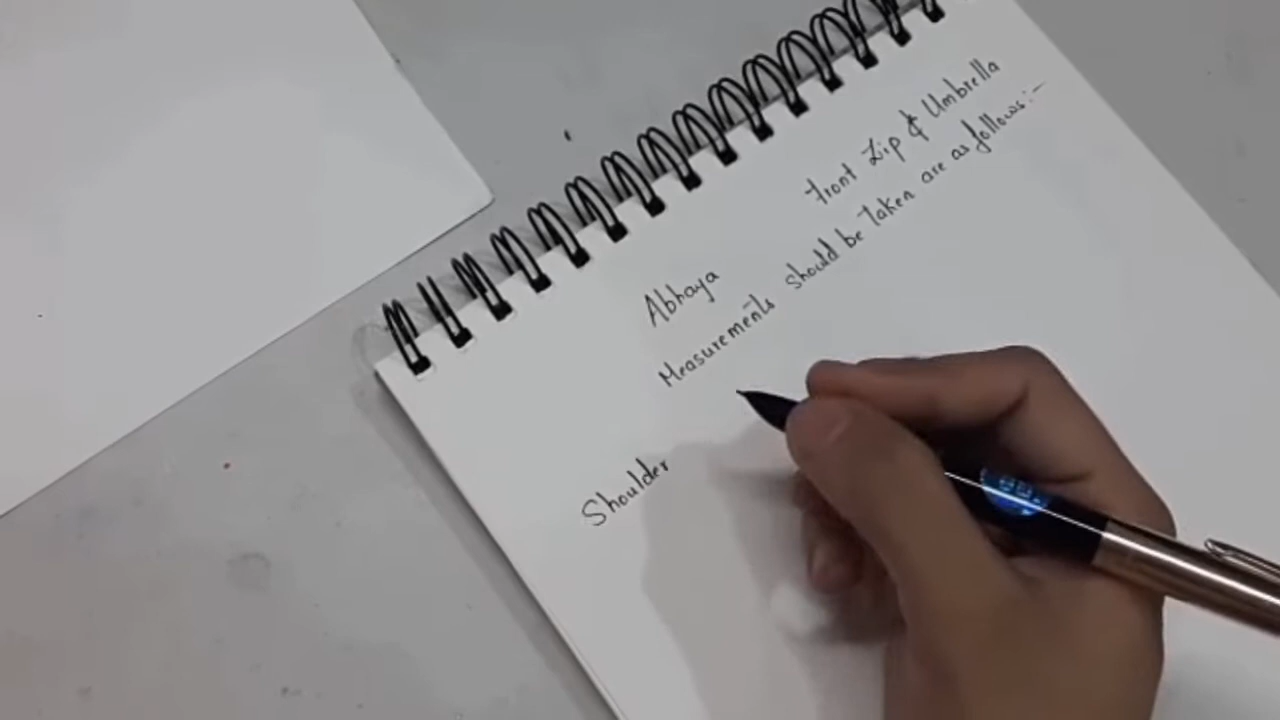 Front Zip & Umbrella
Abhaya
Measurements should be taken are as follows:-
Shoulder